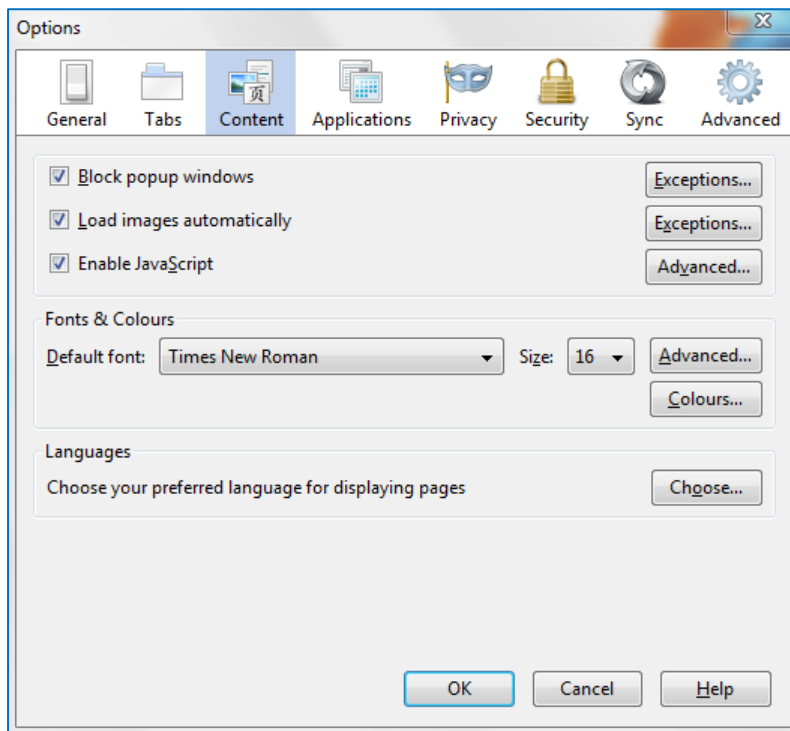 Options
General Tabs Content Applications Privacy Security Sync Advanced
Block popup windows Exceptions...
Load images automatically Exceptions...
Enable JavaScript Advanced...
Fonts & Colours
Default font: Times New Roman Size: 16 Advanced...
Colours...
Languages
Choose your preferred language for displaying pages Choose...
OK Cancel Help